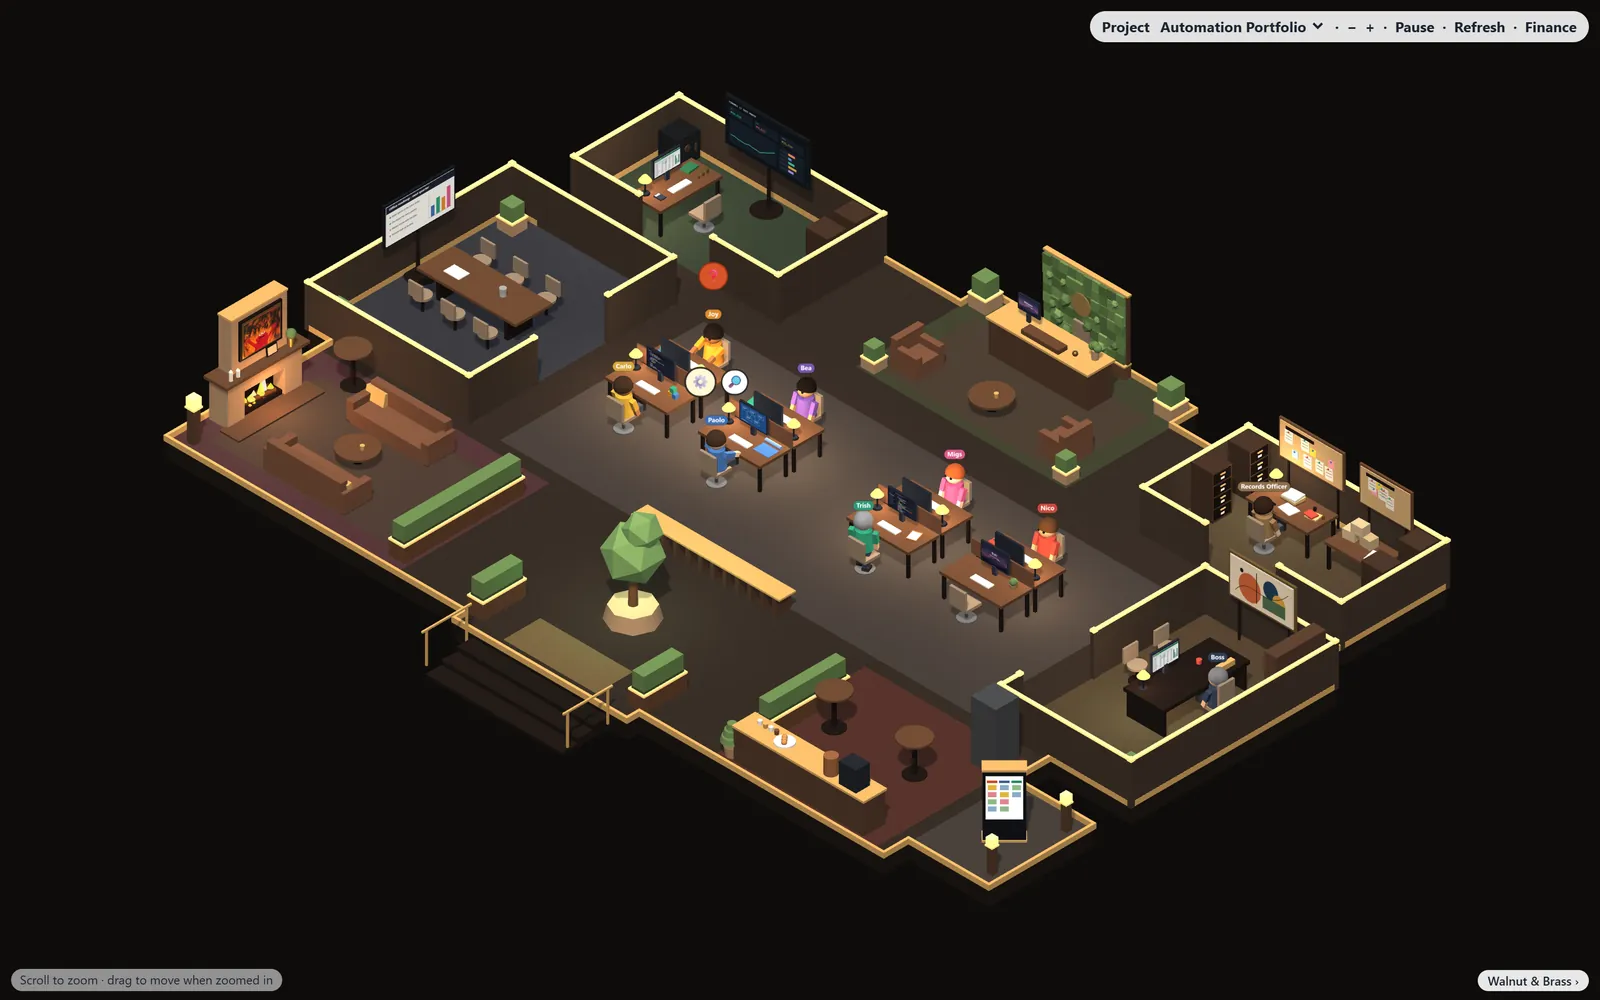 Project Automation Portfolio · − + · Pause · Refresh · Finance
Joy
Carlo
Bea
Paolo
Migs
Records Officer
Trish
Nico
Boss
Scroll to zoom · drag to move when zoomed in
Walnut & Brass ›